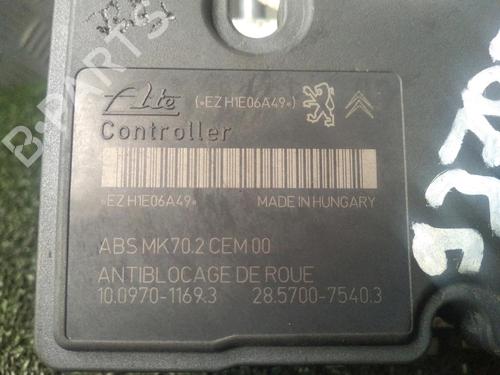 Ate (*EZ H1E06A49*)
Controller
*EZ H1E06A49* MADE IN HUNGARY
ABS MK70.2 CEM 00
ANTIBLOCAGE DE ROUE
10.0970-1169.3 28.5700-7540.3
B-PARTS